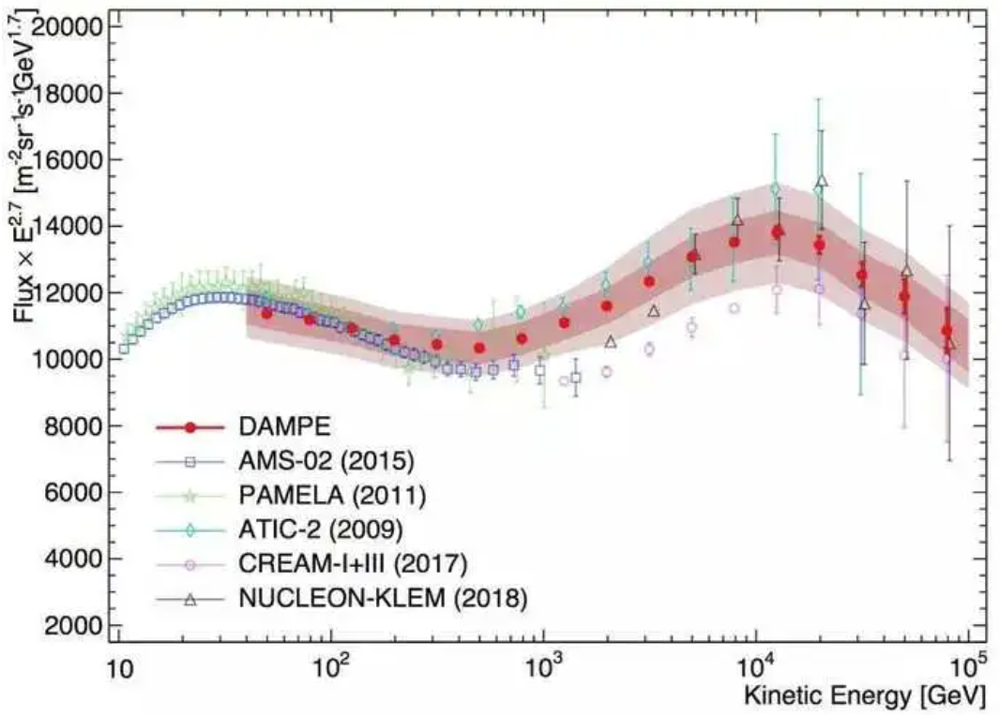 Flux × E^2.7 [m^-2sr^-1s^-1GeV^1.7]
20000
18000
16000
14000
12000
10000
8000
6000
4000
2000
DAMPE
AMS-02 (2015)
PAMELA (2011)
ATIC-2 (2009)
CREAM-I+III (2017)
NUCLEON-KLEM (2018)
10 10^2 10^3 10^4 10^5
Kinetic Energy [GeV]